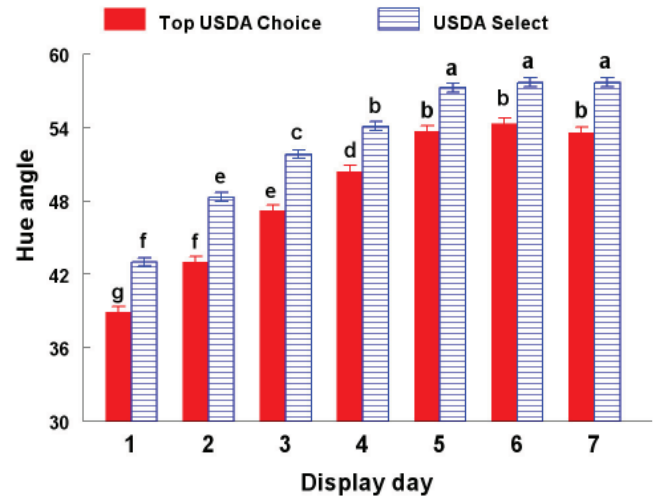 Top USDA Choice USDA Select
60
54
48
42
36
30
Hue angle
g f f e e c d b b a b a b a
1 2 3 4 5 6 7
Display day